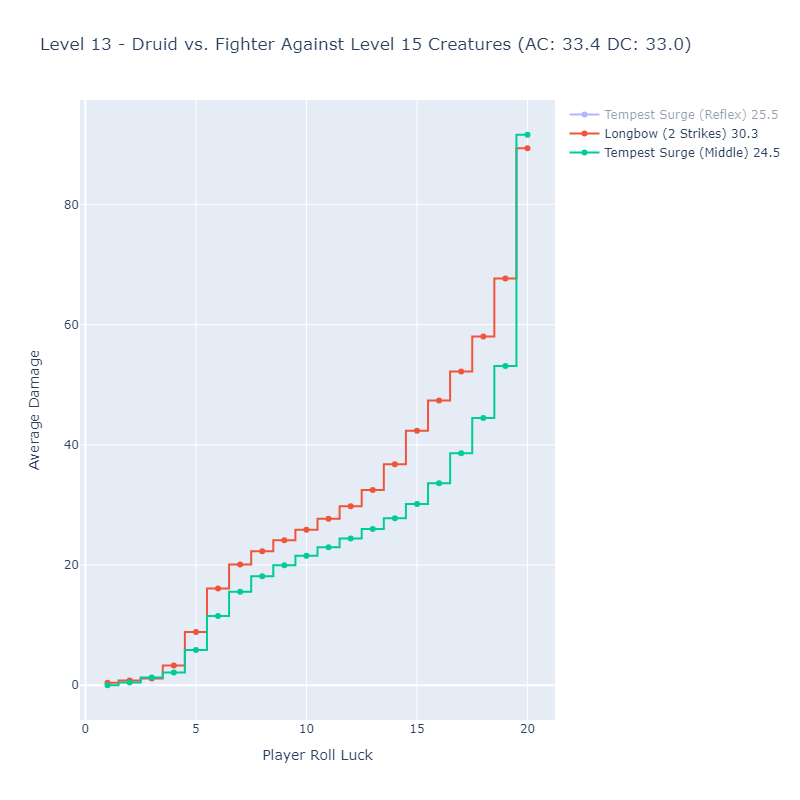 Level 13 - Druid vs. Fighter Against Level 15 Creatures (AC: 33.4 DC: 33.0)
Tempest Surge (Reflex) 25.5
Longbow (2 Strikes) 30.3
Tempest Surge (Middle) 24.5
80
60
40
20
0
Average Damage
0 5 10 15 20
Player Roll Luck